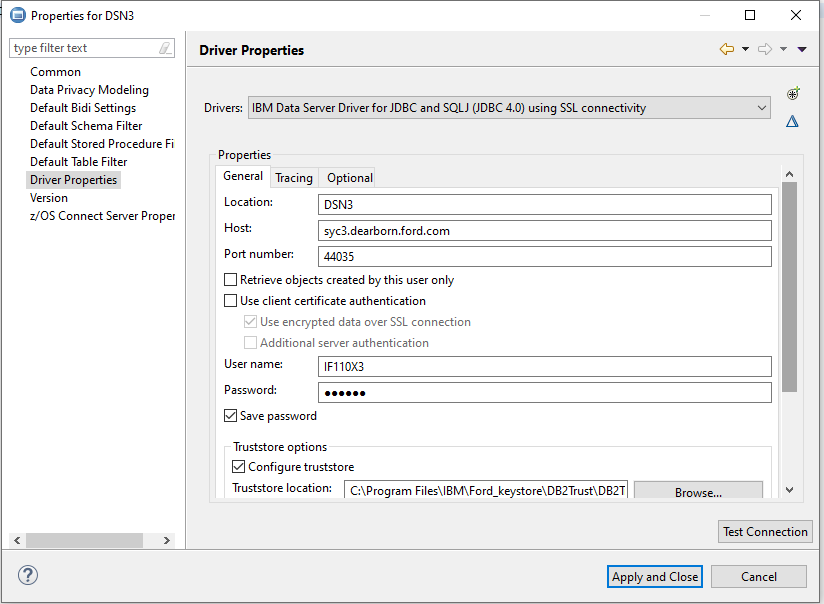 Properties for DSN3
type filter text
Common
Data Privacy Modeling
Default Bidi Settings
Default Schema Filter
Default Stored Procedure Fi
Default Table Filter
Driver Properties
Version
z/OS Connect Server Proper
Driver Properties
Drivers: IBM Data Server Driver for JDBC and SQLJ (JDBC 4.0) using SSL connectivity
Properties
General Tracing Optional
Location: DSN3
Host: syc3.dearborn.ford.com
Port number: 44035
Retrieve objects created by this user only
Use client certificate authentication
Use encrypted data over SSL connection
Additional server authentication
User name: IF110X3
Password: ●●●●●●
Save password
Truststore options
Configure truststore
Truststore location: C:\Program Files\IBM\Ford_keystore\DB2Trust\DB2T Browse...
Test Connection
? Apply and Close Cancel